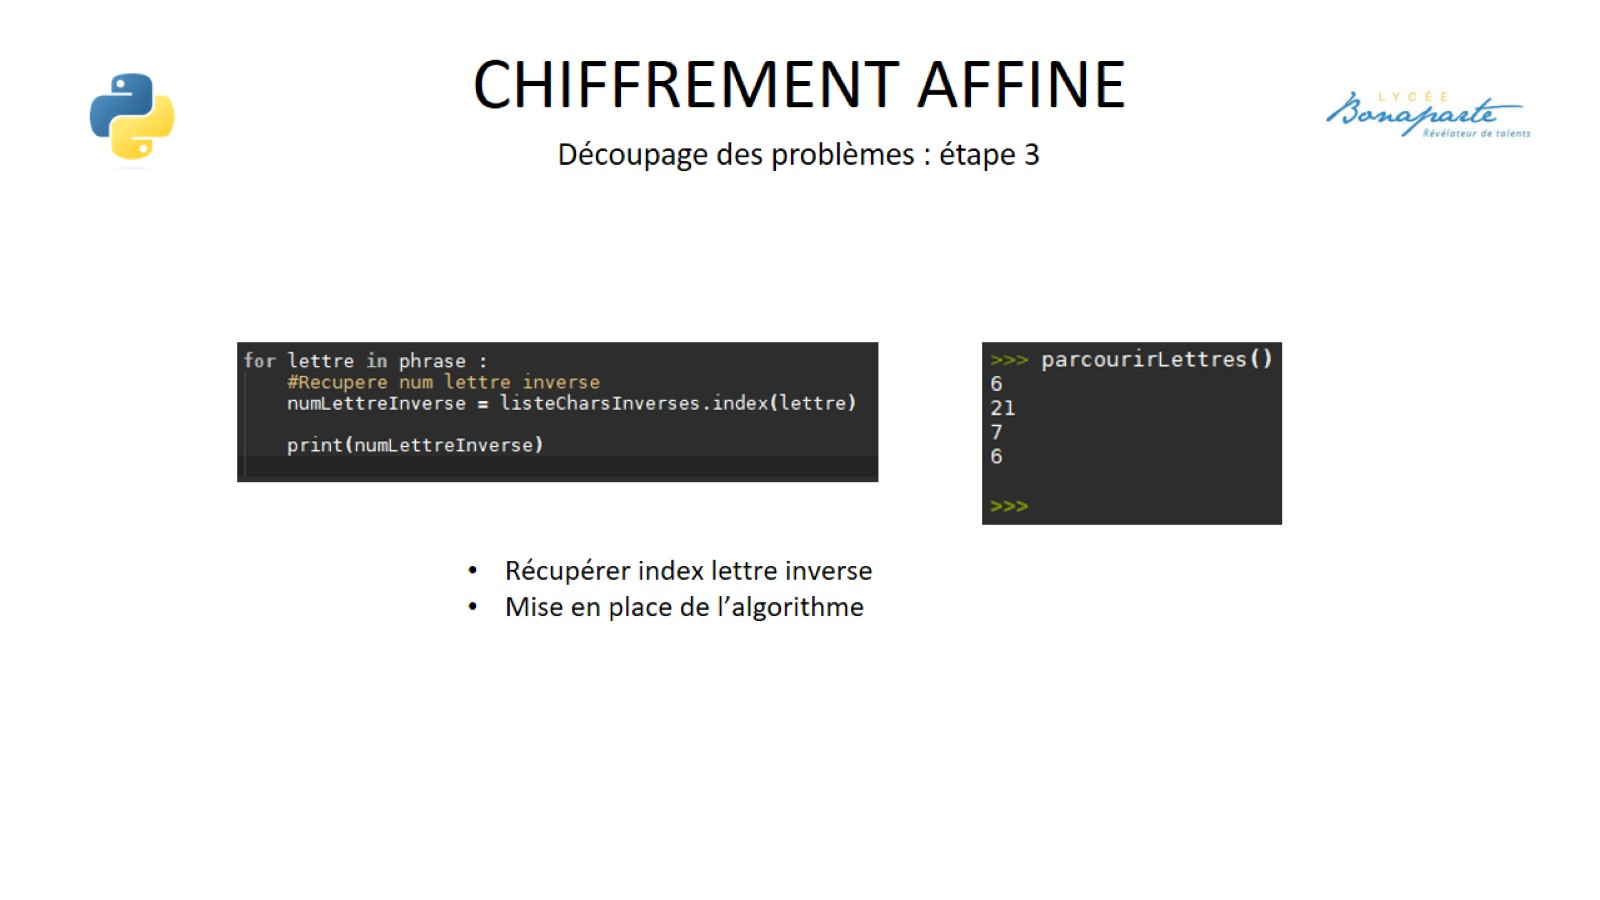 CHIFFREMENT AFFINE
LYCÉE
Bonaparte
Révélateur de talents
Découpage des problèmes : étape 3
for lettre in phrase :
#Recupere num lettre inverse
numLettreInverse = listeCharsInverses.index(lettre)
print(numLettreInverse)
>>> parcourirLettres()
6
21
7
6
>>>
• Récupérer index lettre inverse
• Mise en place de l’algorithme